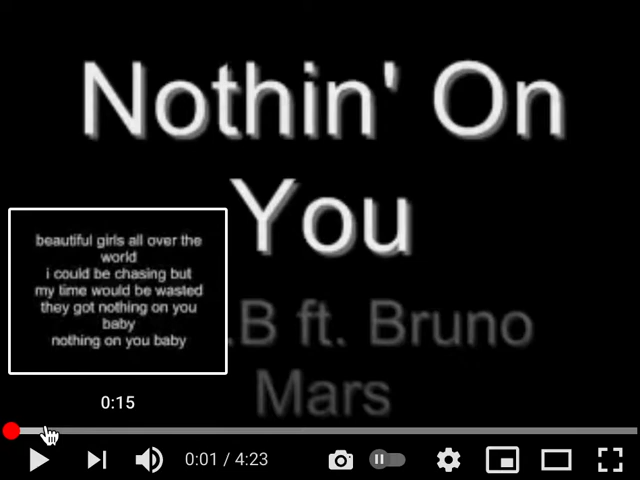 Nothin' On
You
.B ft. Bruno
Mars
beautiful girls all over the
world
i could be chasing but
my time would be wasted
they got nothing on you
baby
nothing on you baby
0:15
0:01 / 4:23